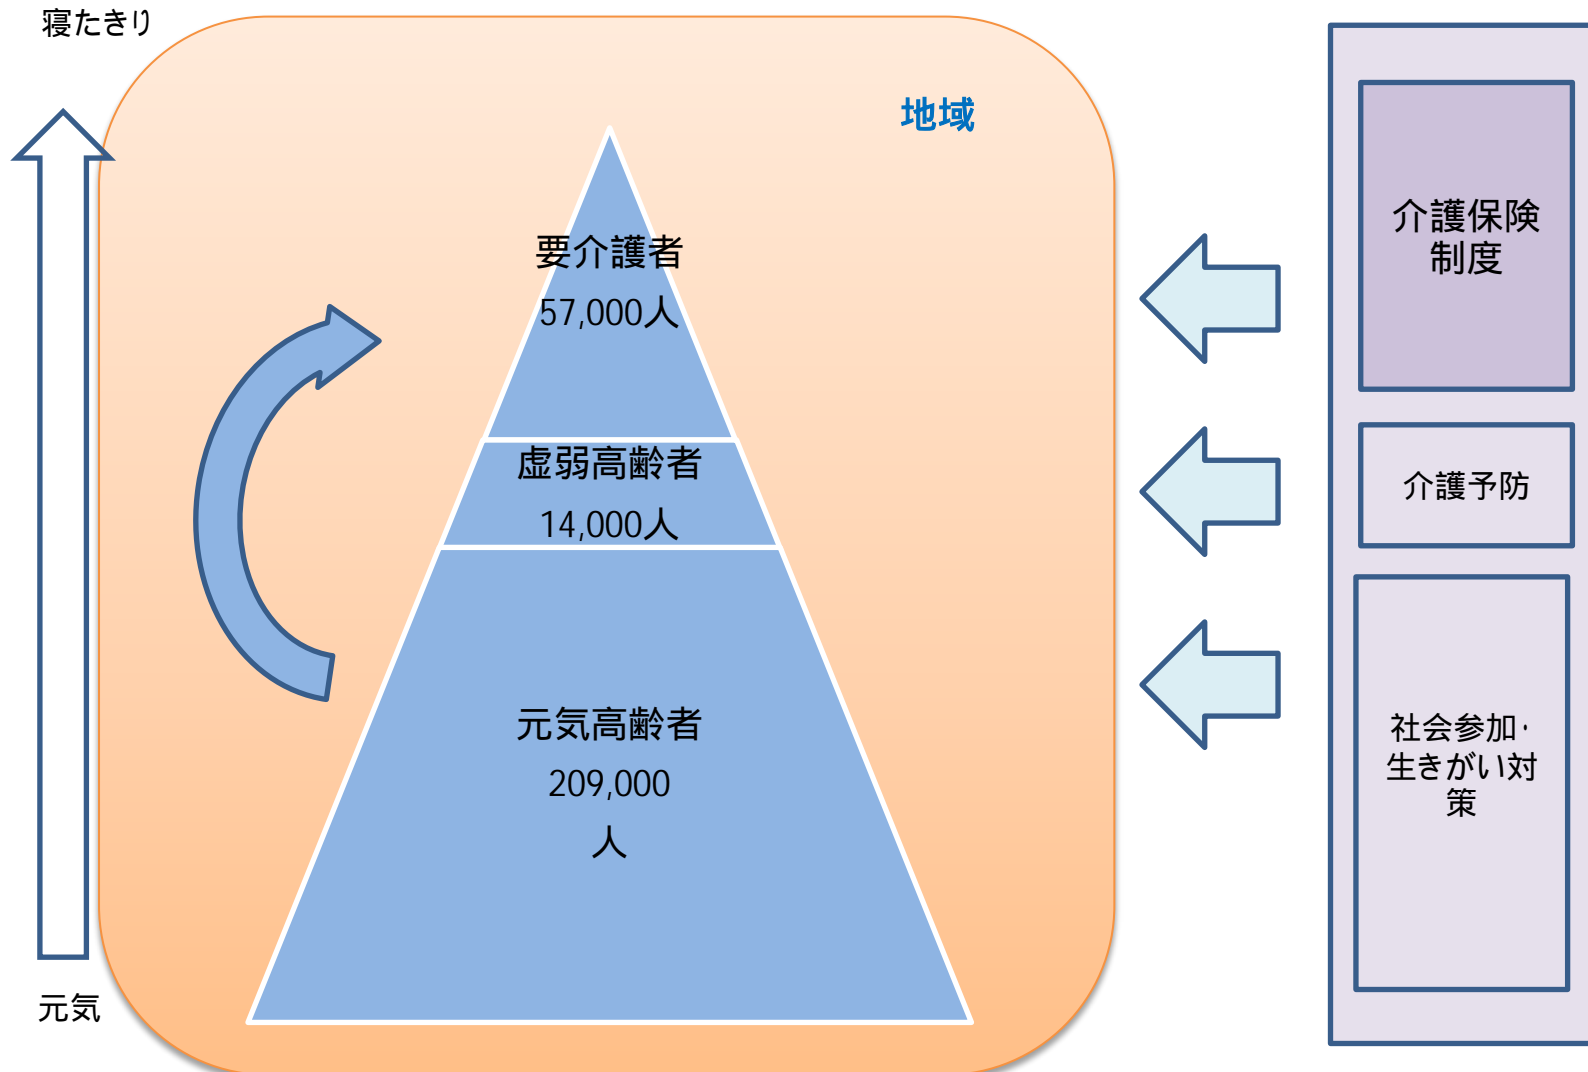 寝たきり
地域
要介護者
57,000人
虚弱高齢者
14,000人
元気高齢者
209,000
人
元気
介護保険
制度
介護予防
社会参加・
生きがい対
策